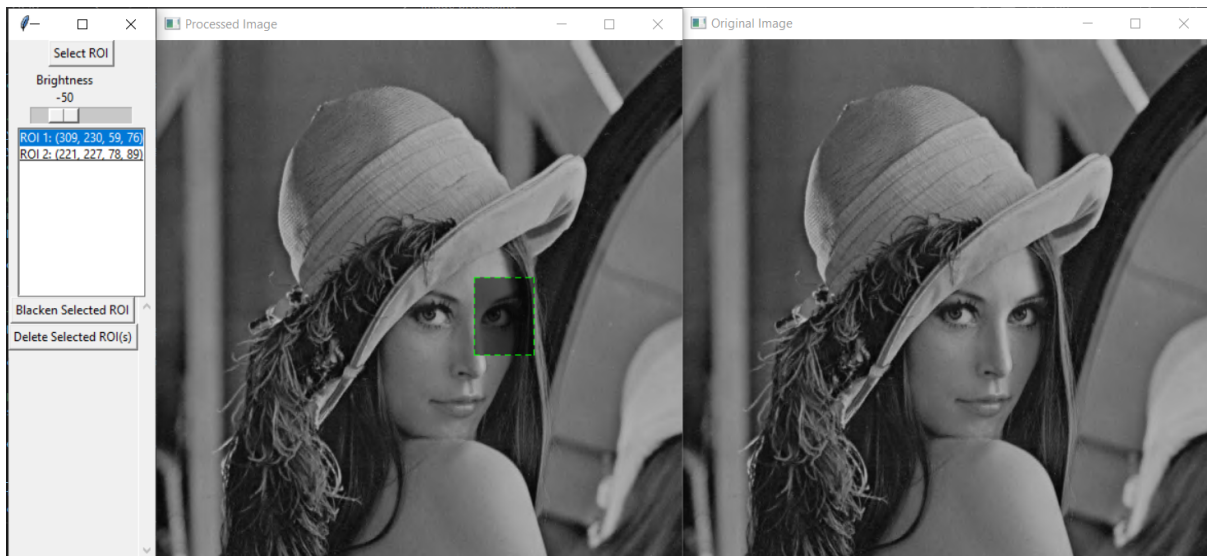 Processed Image
Original Image
Select ROI
Brightness
-50
ROI 1: (309, 230, 59, 76)
ROI 2: (221, 227, 78, 89)
Blacken Selected ROI
Delete Selected ROI(s)